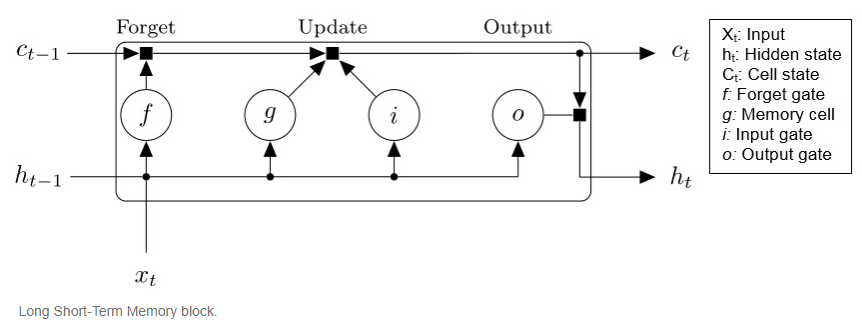 Forget Update Output
c_{t−1} c_t
f g i o
h_{t−1} h_t
x_t
X_t: Input
h_t: Hidden state
C_t: Cell state
f: Forget gate
g: Memory cell
i: Input gate
o: Output gate
Long Short-Term Memory block.